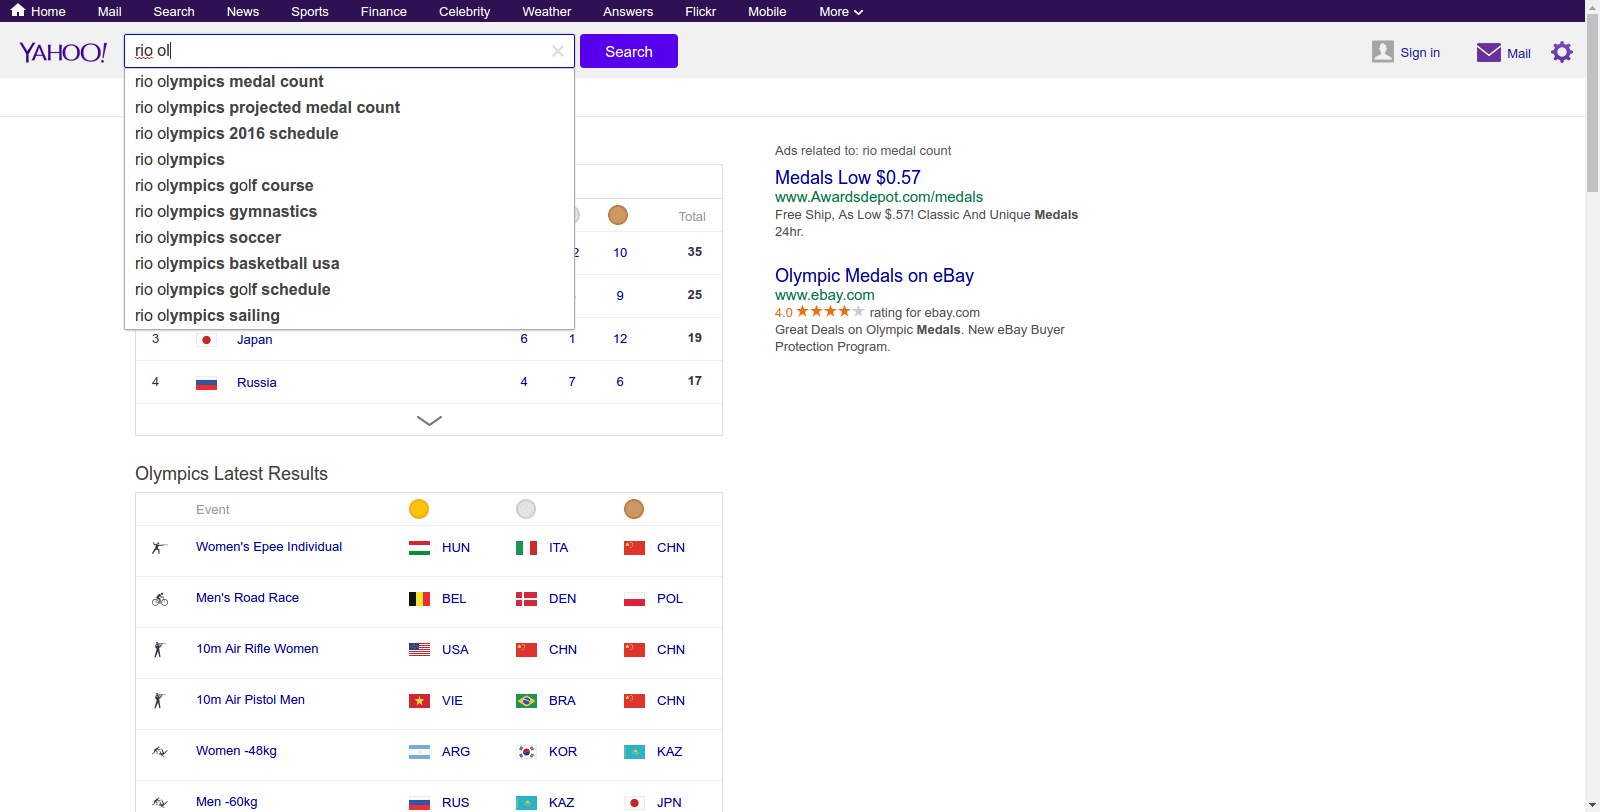 Home Mail Search News Sports Finance Celebrity Weather Answers Flickr Mobile More
YAHOO! rio ol Search Sign in Mail
rio olympics medal count
rio olympics projected medal count
rio olympics 2016 schedule
rio olympics
rio olympics golf course
rio olympics gymnastics
rio olympics soccer
rio olympics basketball usa
rio olympics golf schedule
rio olympics sailing
Total
10 35
9 25
3 Japan 6 1 12 19
4 Russia 4 7 6 17
Olympics Latest Results
Event
Women's Epee Individual HUN ITA CHN
Men's Road Race BEL DEN POL
10m Air Rifle Women USA CHN CHN
10m Air Pistol Men VIE BRA CHN
Women -48kg ARG KOR KAZ
Men -60kg RUS KAZ JPN
Ads related to: rio medal count
Medals Low $0.57
www.Awardsdepot.com/medals
Free Ship, As Low $.57! Classic And Unique Medals
24hr.
Olympic Medals on eBay
www.ebay.com
4.0 rating for ebay.com
Great Deals on Olympic Medals. New eBay Buyer
Protection Program.